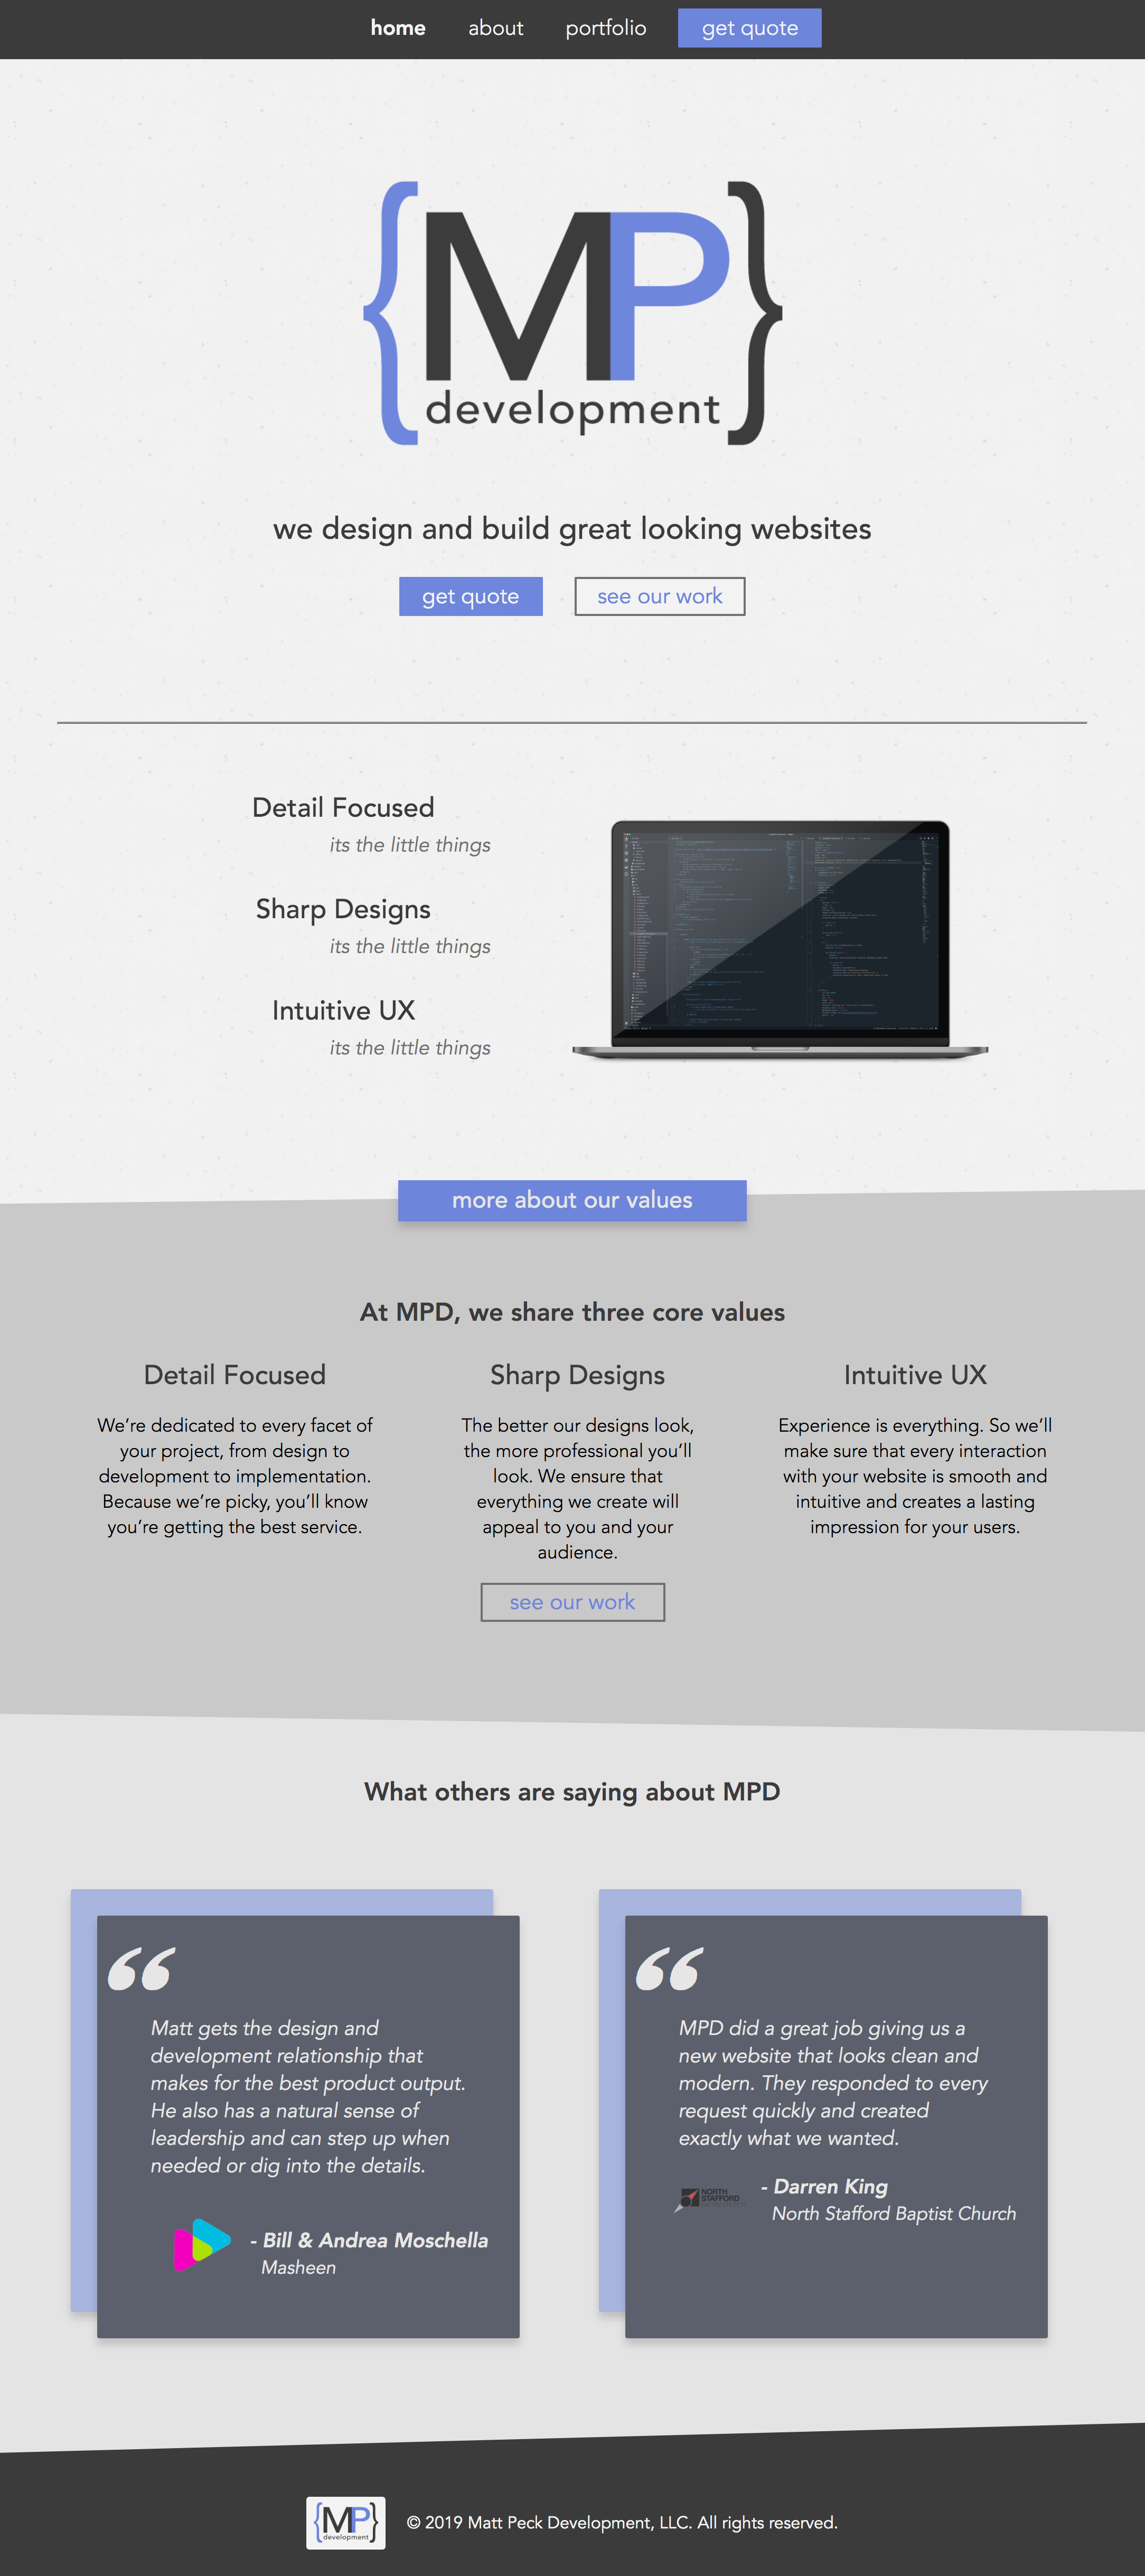 home about portfolio get quote
{MP}
development
we design and build great looking websites
get quote see our work
Detail Focused
its the little things
Sharp Designs
its the little things
Intuitive UX
its the little things
more about our values
At MPD, we share three core values
Detail Focused
We’re dedicated to every facet of
your project, from design to
development to implementation.
Because we’re picky, you’ll know
you’re getting the best service.
Sharp Designs
The better our designs look,
the more professional you’ll
look. We ensure that
everything we create will
appeal to you and your
audience.
Intuitive UX
Experience is everything. So we’ll
make sure that every interaction
with your website is smooth and
intuitive and creates a lasting
impression for your users.
see our work
What others are saying about MPD
“
Matt gets the design and
development relationship that
makes for the best product output.
He also has a natural sense of
leadership and can step up when
needed or dig into the details.
- Bill & Andrea Moschella
Masheen
“
MPD did a great job giving us a
new website that looks clean and
modern. They responded to every
request quickly and created
exactly what we wanted.
NORTH
STAFFORD
- Darren King
North Stafford Baptist Church
{MP}
development
© 2019 Matt Peck Development, LLC. All rights reserved.